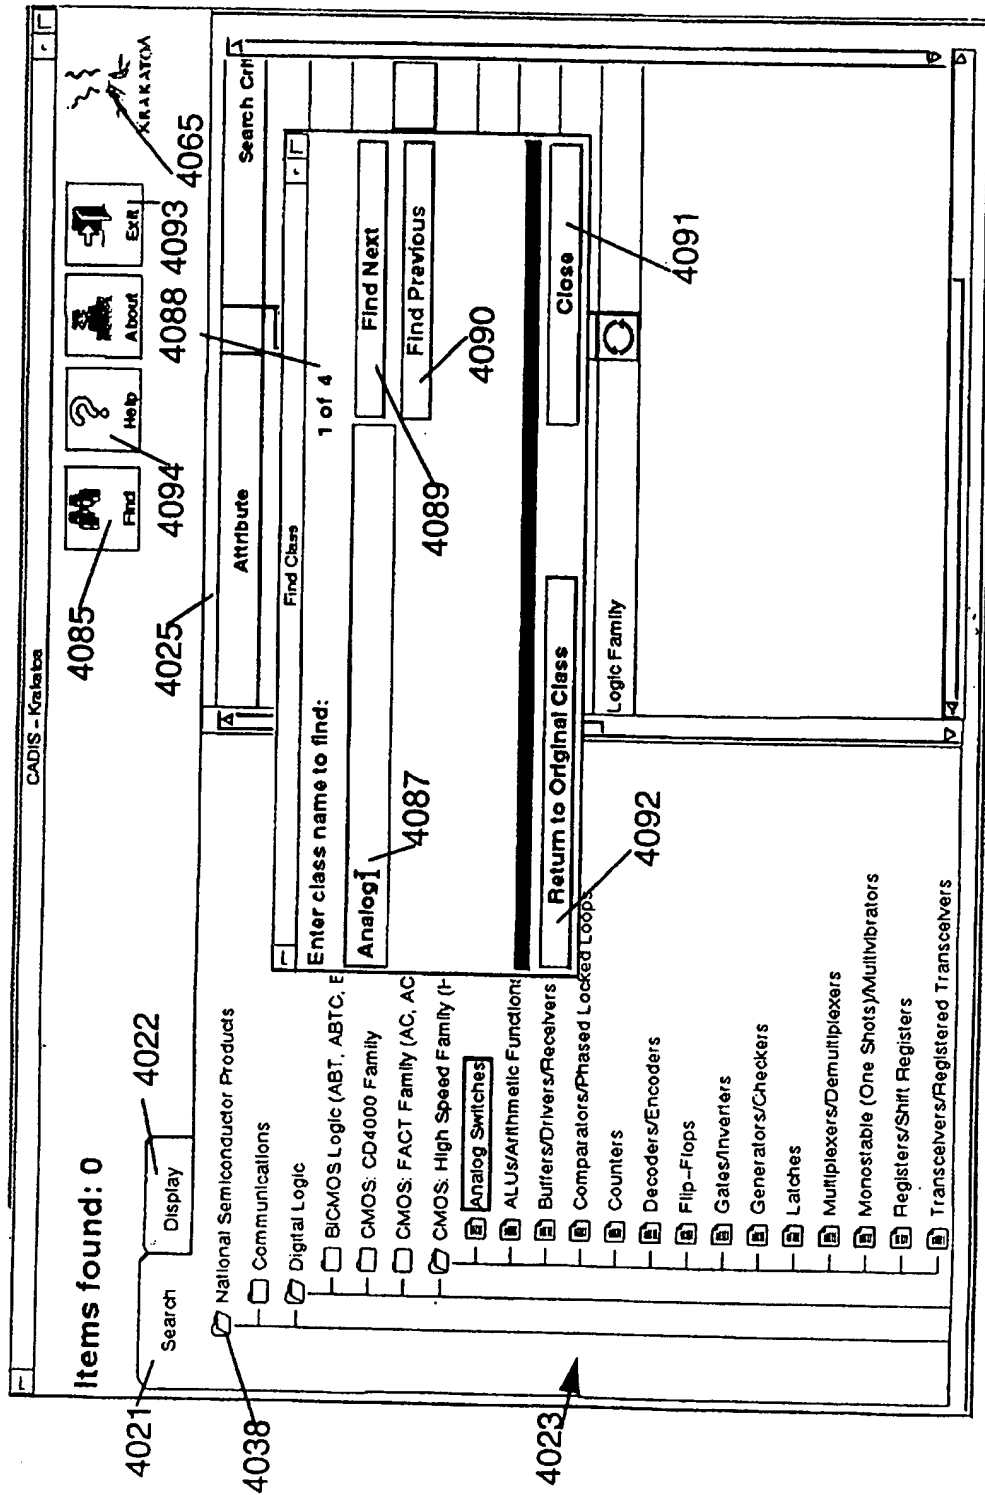 CADIS – Krakatoa
Items found: 0
Find
Help
About
Exit
KRAKATOA
4085
4094
4088
4093
4065
4021
Search
Display
4022
4025
Attribute
Search Crit
4038
National Semiconductor Products
Communications
Digital Logic
BICMOS Logic (ABT, ABTC, B
CMOS: CD4000 Family
CMOS: FACT Family (AC, AC
CMOS: High Speed Family (H
Analog Switches
ALUs/Arithmetic Functions
Buffers/Drivers/Receivers
Comparators/Phased Locked Loops
Counters
Decoders/Encoders
Flip–Flops
Gates/Inverters
Generators/Checkers
Latches
Multiplexers/Demultiplexers
Monostable (One Shots)/Multivibrators
Registers/Shift Registers
Transceivers/Registered Transceivers
4023
Find Class
Enter class name to find:
1 of 4
Analog
4087
Find Next
4089
Find Previous
4090
Return to Original Class
Close
4092
4091
Logic Family